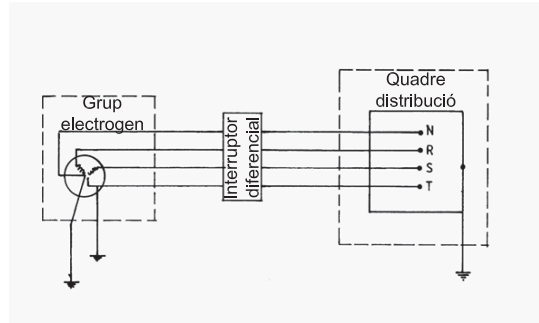 Grup
electrogen
Interruptor
diferencial
Quadre
distribució
N
R
S
T